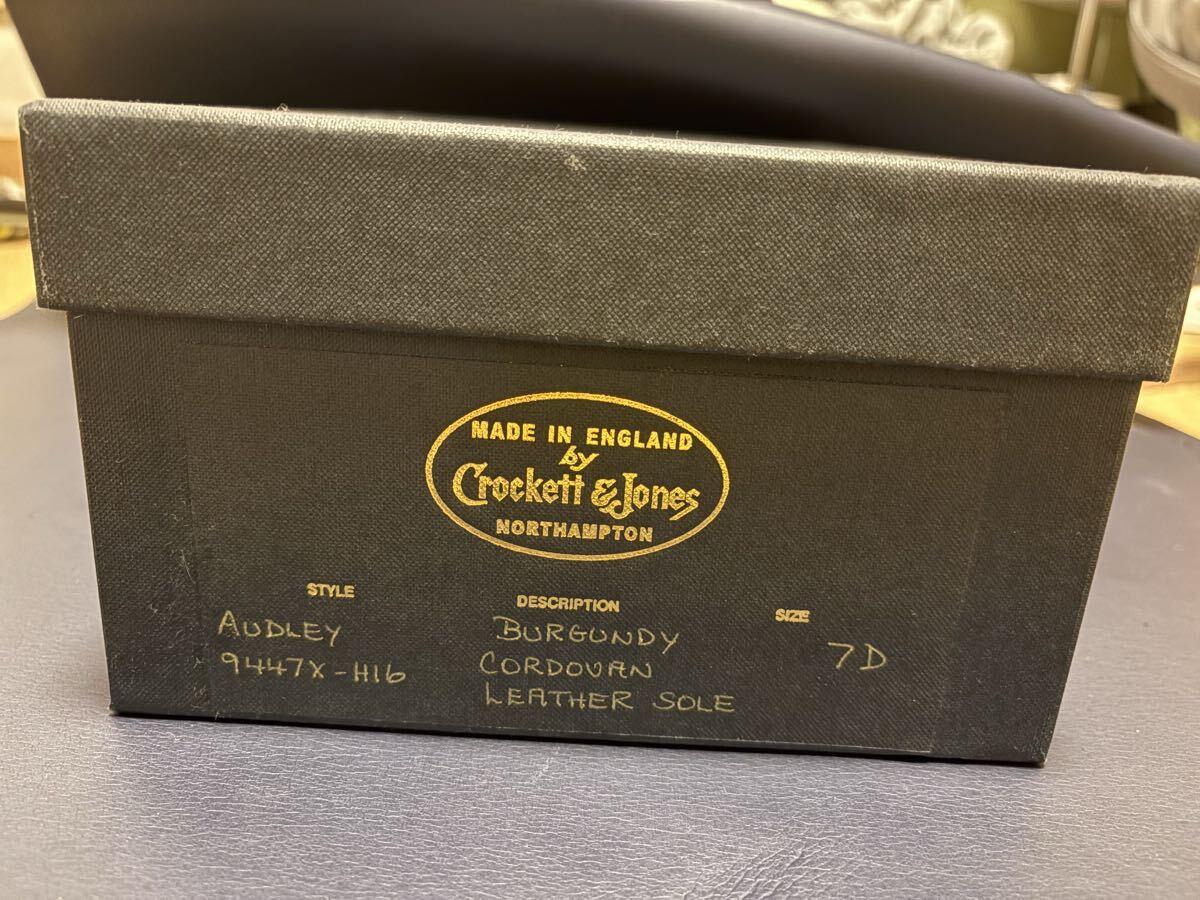 MADE IN ENGLAND
by
Crockett & Jones
NORTHAMPTON
STYLE
AUDLEY
9447X-H16
DESCRIPTION
BURGUNDY
CORDOVAN
LEATHER SOLE
SIZE
7D